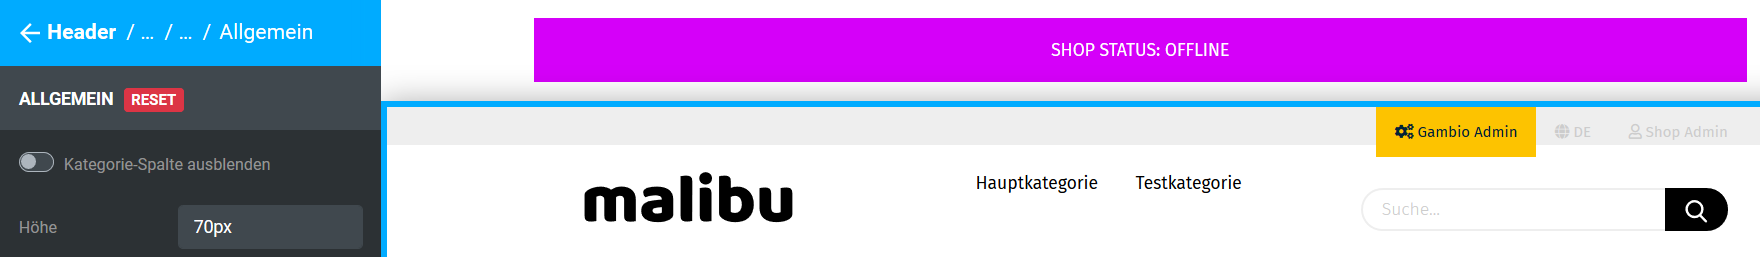 Header / ... / ... / Allgemein
ALLGEMEIN RESET
Kategorie-Spalte ausblenden
Höhe 70px
SHOP STATUS: OFFLINE
Gambio Admin DE Shop Admin
malibu Hauptkategorie Testkategorie
Suche...